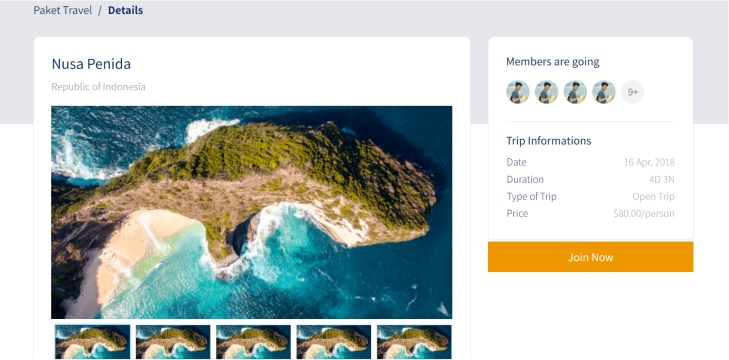 Paket Travel / Details
Nusa Penida
Republic of Indonesia
Members are going
9+
Trip Informations
Date 16 Apr, 2018
Duration 4D 3N
Type of Trip Open Trip
Price $80.00/person
Join Now